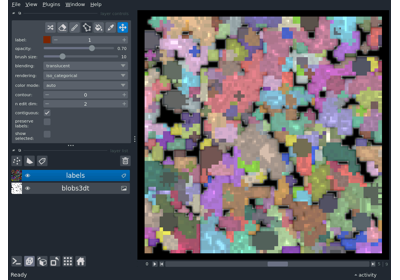 File View Plugins Window Help
label: 1
opacity: 0.70
brush size: 10
blending: translucent
rendering: iso_categorical
color mode: auto
contour: 0
n edit dim: 2
contiguous:
preserve
labels:
show
selected:
labels
blobs3dt
Ready
activity